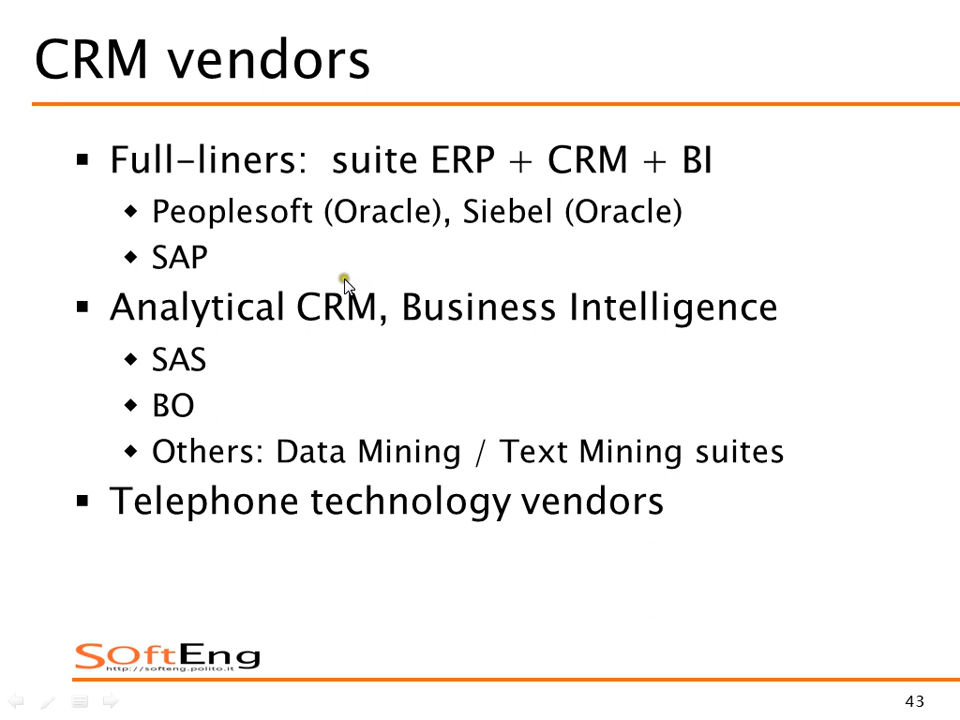 CRM vendors
▪ Full-liners: suite ERP + CRM + BI
◆ Peoplesoft (Oracle), Siebel (Oracle)
◆ SAP
▪ Analytical CRM, Business Intelligence
◆ SAS
◆ BO
◆ Others: Data Mining / Text Mining suites
▪ Telephone technology vendors
SOftEng
http://softeng.polito.it
43